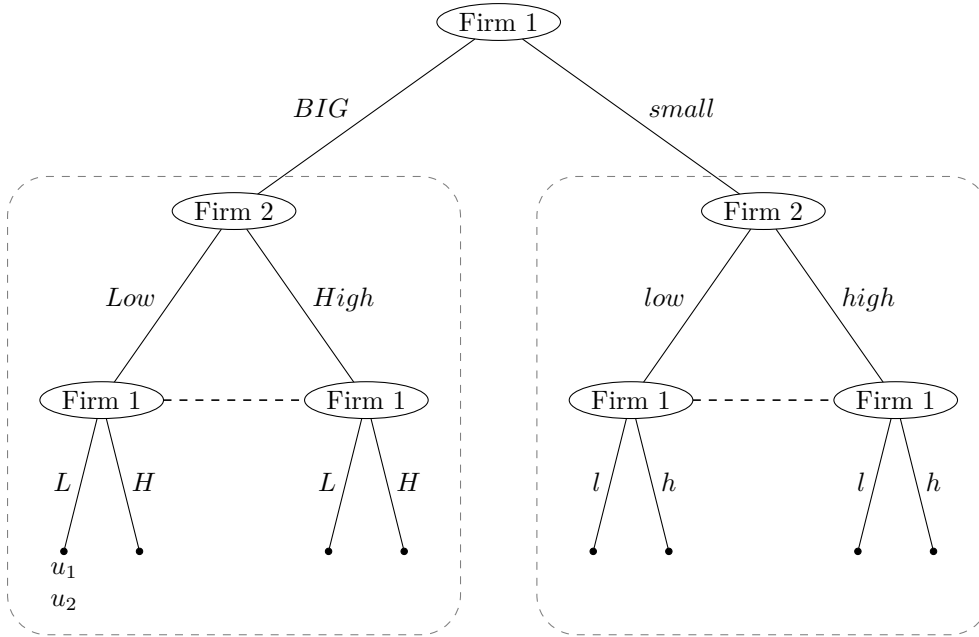 Firm 1
BIG
small
Firm 2
Firm 2
Low
High
low
high
Firm 1
Firm 1
Firm 1
Firm 1
L
H
L
H
l
h
l
h
u₁
u₂